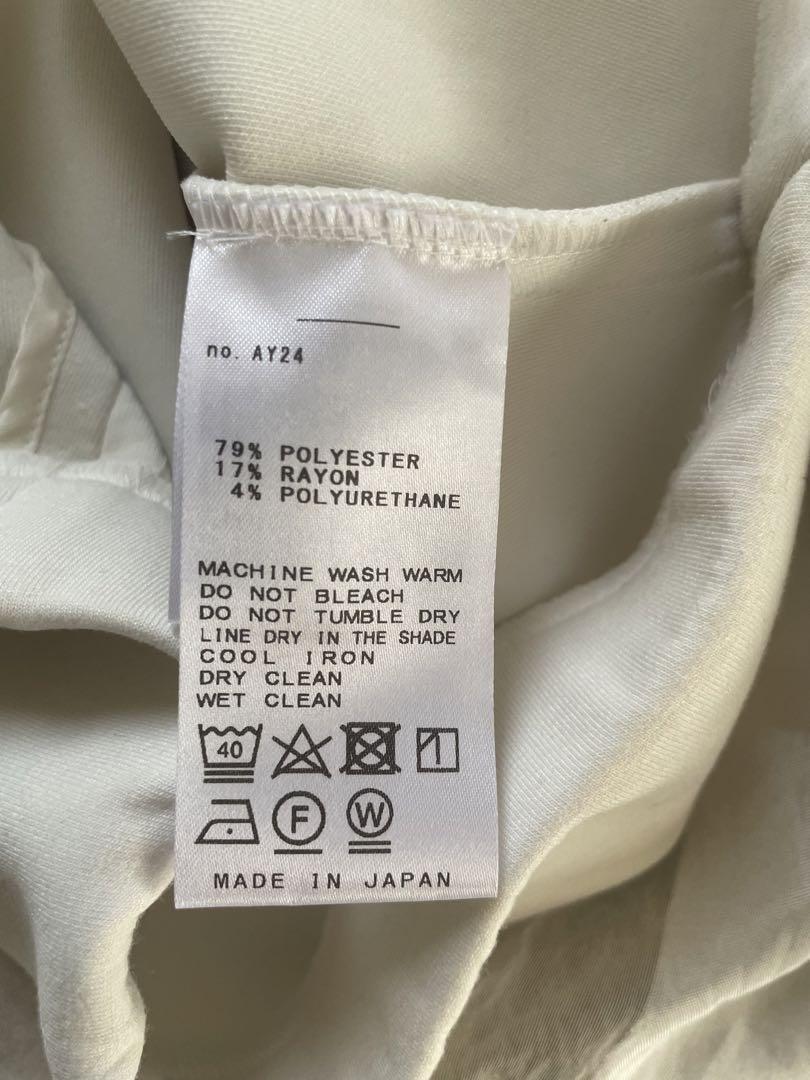 no. AY24
79% POLYESTER
17% RAYON
4% POLYURETHANE
MACHINE WASH WARM
DO NOT BLEACH
DO NOT TUMBLE DRY
LINE DRY IN THE SHADE
COOL IRON
DRY CLEAN
WET CLEAN
40
F W
MADE IN JAPAN